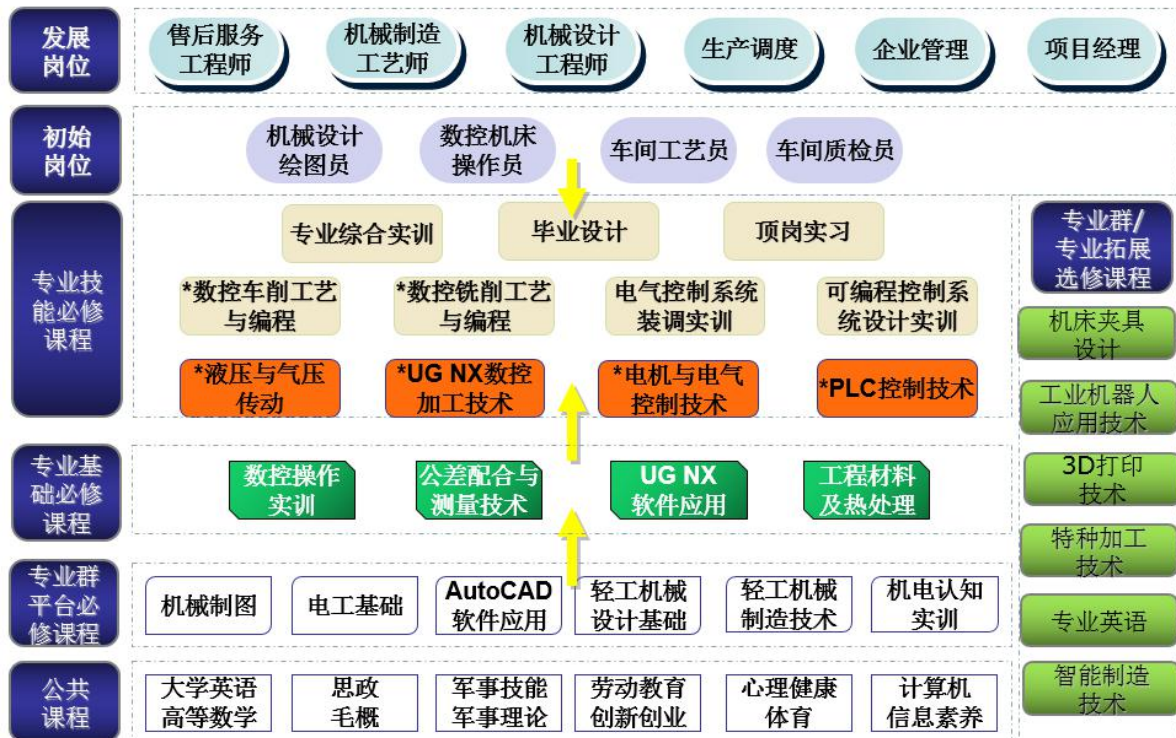 发展
岗位
售后服务
工程师
机械制造
工艺师
机械设计
工程师
生产调度
企业管理
项目经理
初始
岗位
机械设计
绘图员
数控机床
操作员
车间工艺员
车间质检员
专业技
能必修
课程
专业综合实训
毕业设计
顶岗实习
*数控车削工艺
与编程
*数控铣削工艺
与编程
电气控制系统
装调实训
可编程控制系
统设计实训
*液压与气压
传动
*UG NX数控
加工技术
*电机与电气
控制技术
*PLC控制技术
专业基
础必修
课程
数控操作
实训
公差配合与
测量技术
UG NX
软件应用
工程材料
及热处理
专业群
平台必
修课程
机械制图
电工基础
AutoCAD
软件应用
轻工机械
设计基础
轻工机械
制造技术
机电认知
实训
公共
课程
大学英语
高等数学
思政
毛概
军事技能
军事理论
劳动教育
创新创业
心理健康
体育
计算机
信息素养
专业群/
专业拓展
选修课程
机床夹具
设计
工业机器人
应用技术
3D打印
技术
特种加工
技术
专业英语
智能制造
技术